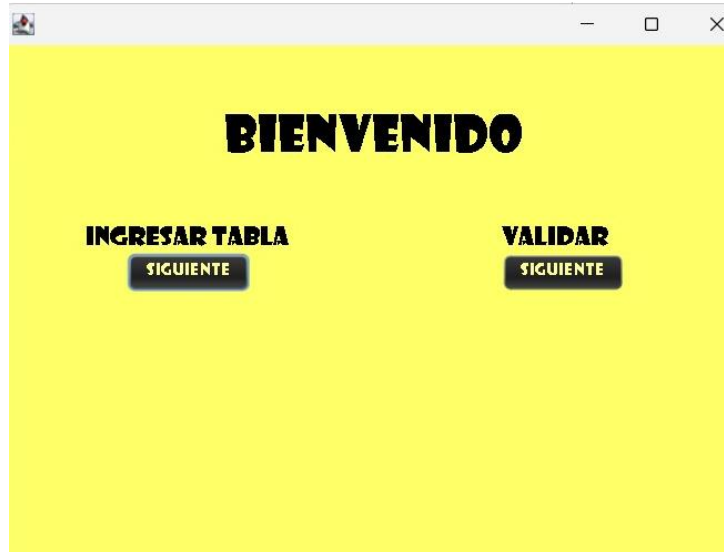 BIENVENIDO
INGRESAR TABLA
VALIDAR
SIGUIENTE
SIGUIENTE